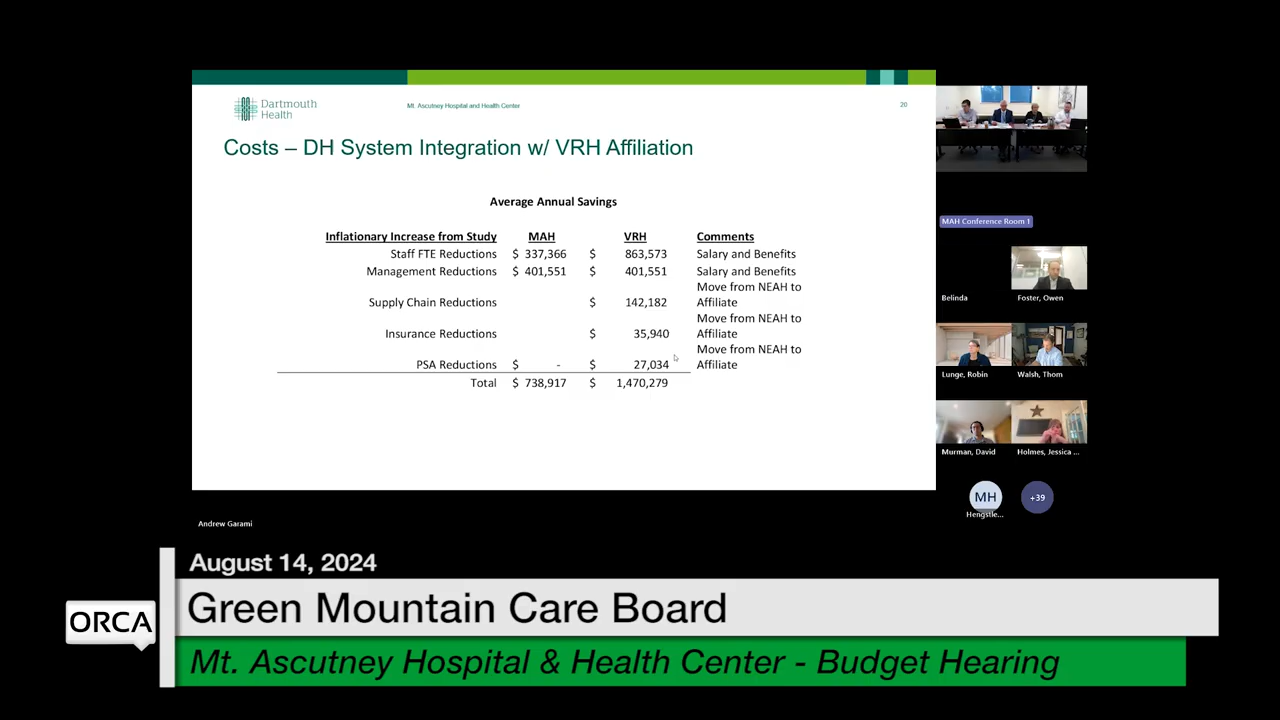 Dartmouth
Health
Mt. Ascutney Hospital and Health Center
20
Costs – DH System Integration w/ VRH Affiliation
Average Annual Savings
Inflationary Increase from Study MAH VRH Comments
Staff FTE Reductions $ 337,366 $ 863,573 Salary and Benefits
Management Reductions $ 401,551 $ 401,551 Salary and Benefits
Move from NEAH to
Supply Chain Reductions $ 142,182 Affiliate
Move from NEAH to
Insurance Reductions $ 35,940 Affiliate
Move from NEAH to
PSA Reductions $ - $ 27,034 Affiliate
Total $ 738,917 $ 1,470,279
MAH Conference Room 1
Belinda
Foster, Owen
Lunge, Robin
Walsh, Thom
Murman, David
Holmes, Jessica ...
MH
+39
Hengstle...
Andrew Garami
August 14, 2024
ORCA
Green Mountain Care Board
Mt. Ascutney Hospital & Health Center - Budget Hearing